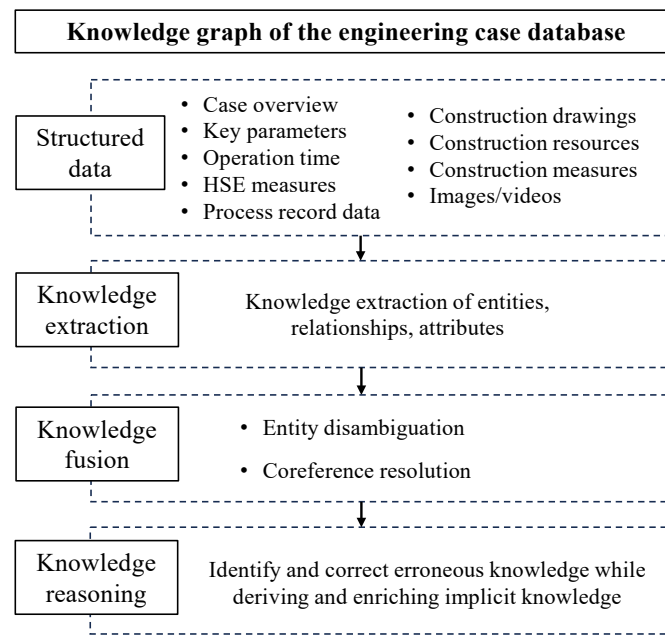 Knowledge graph of the engineering case database
Structured
data
• Case overview
• Key parameters
• Operation time
• HSE measures
• Process record data
• Construction drawings
• Construction resources
• Construction measures
• Images/videos
Knowledge
extraction
Knowledge extraction of entities,
relationships, attributes
Knowledge
fusion
• Entity disambiguation
• Coreference resolution
Knowledge
reasoning
Identify and correct erroneous knowledge while
deriving and enriching implicit knowledge